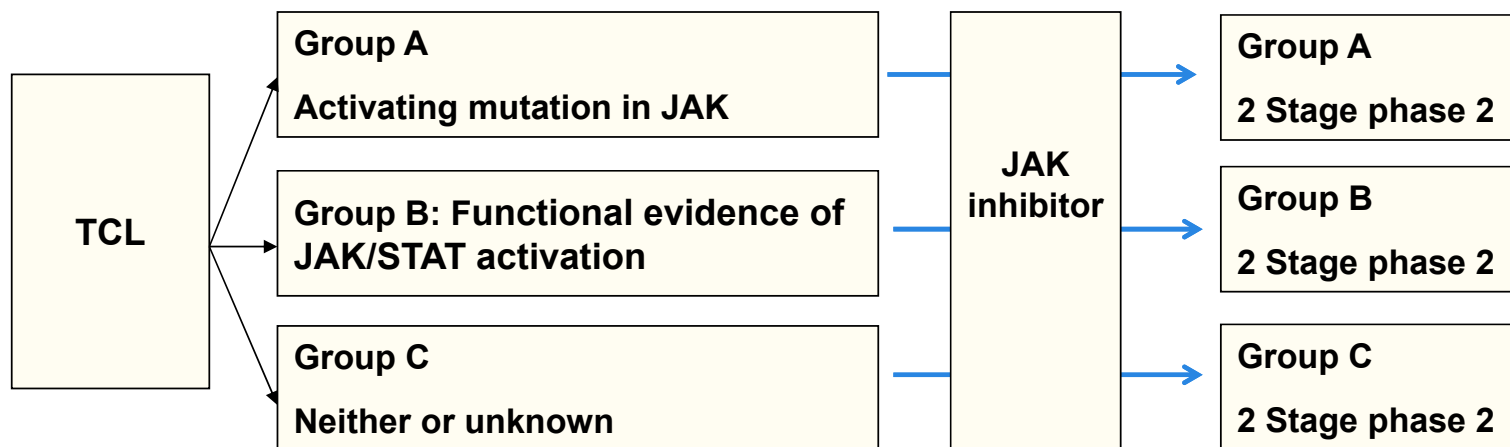 TCL
Group A
Activating mutation in JAK
Group B: Functional evidence of
JAK/STAT activation
Group C
Neither or unknown
JAK
inhibitor
Group A
2 Stage phase 2
Group B
2 Stage phase 2
Group C
2 Stage phase 2